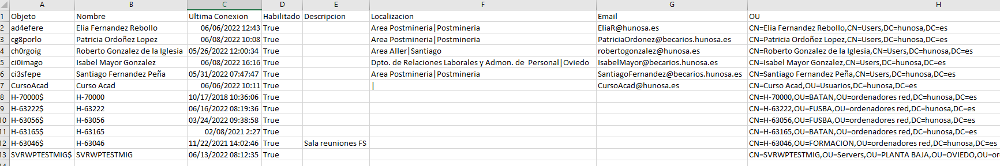 A B C D E F G H
1 Objeto Nombre Ultima Conexion Habilitado Descripcion Localizacion Email OU
2 ad4efere Elia Fernandez Rebollo 06/06/2022 12:43 True Area Postmineria|Postmineria EliaR@hunosa.es CN=Elia Fernandez Rebollo,CN=Users,DC=hunosa,DC=es
3 cg8porlo Patricia Ordoñez Lopez 06/08/2022 10:08 True Area Postmineria|Postmineria PatriciaOrdonez@becarios.hunosa.es CN=Patricia Ordoñez Lopez,CN=Users,DC=hunosa,DC=es
4 ch0rgoig Roberto Gonzalez de la Iglesia 05/26/2022 12:00:34 True Area Aller|Santiago robertogonzalez@hunosa.es CN=Roberto Gonzalez de la Iglesia,CN=Users,DC=hunosa,DC=es
5 ci0imago Isabel Mayor Gonzalez 06/08/2022 16:16 True Dpto. de Relaciones Laborales y Admon. de Personal|Oviedo IsabelMayor@becarios.hunosa.es CN=Isabel Mayor Gonzalez,CN=Users,DC=hunosa,DC=es
6 ci3sfepe Santiago Fernandez Peña 05/31/2022 07:47:47 True Area Postmineria|Postmineria SantiagoFernandez@becarios.hunosa.es CN=Santiago Fernandez Peña,CN=Users,DC=hunosa,DC=es
7 CursoAcad Curso Acad 06/06/2022 10:11 True | CursoAcad@hunosa.es CN=Curso Acad,OU=Usuarios,DC=hunosa,DC=es
8 H-70000$ H-70000 10/17/2018 10:36:06 True CN=H-70000,OU=BATAN,OU=ordenadores red,DC=hunosa,DC=es
9 H-63222$ H-63222 06/16/2022 08:19:36 True CN=H-63222,OU=FUSBA,OU=ordenadores red,DC=hunosa,DC=es
10 H-63056$ H-63056 03/24/2022 09:38:58 True CN=H-63056,OU=FUSBA,OU=ordenadores red,DC=hunosa,DC=es
11 H-63165$ H-63165 02/08/2021 2:27 True CN=H-63165,OU=BATAN,OU=ordenadores red,DC=hunosa,DC=es
12 H-63046$ H-63046 11/22/2021 14:02:46 True Sala reuniones FS CN=H-63046,OU=FORMACION,OU=ordenadores red,DC=hunosa,DC=es
13 SVRWPTESTMIG$ SVRWPTESTMIG 06/13/2022 08:12:35 True CN=SVRWPTESTMIG,OU=Servers,OU=PLANTA BAJA,OU=OVIEDO,OU=or